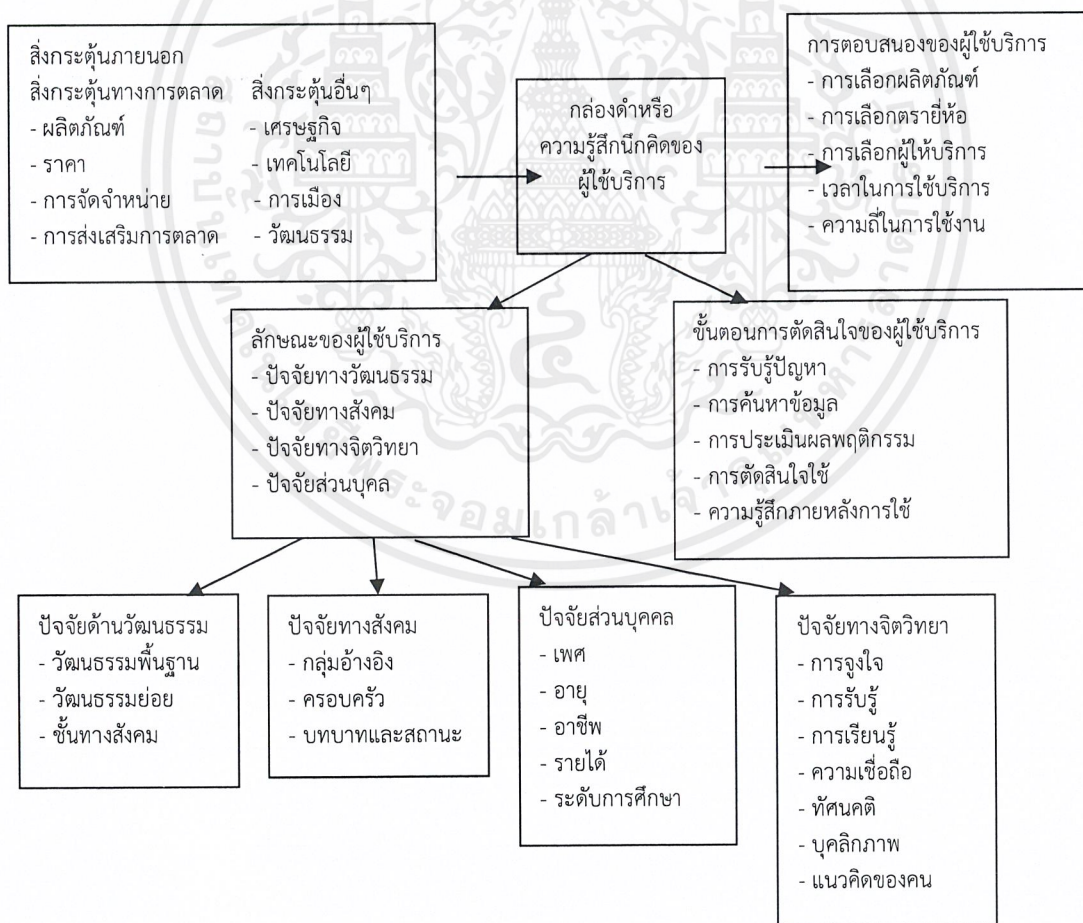 สิ่งกระตุ้นภายนอก
สิ่งกระตุ้นทางการตลาด สิ่งกระตุ้นอื่นๆ
- ผลิตภัณฑ์ - เศรษฐกิจ
- ราคา - เทคโนโลยี
- การจัดจำหน่าย - การเมือง
- การส่งเสริมการตลาด - วัฒนธรรม
กล่องดำหรือ
ความรู้สึกนึกคิดของ
ผู้ใช้บริการ
การตอบสนองของผู้ใช้บริการ
- การเลือกผลิตภัณฑ์
- การเลือกตรายี่ห้อ
- การเลือกผู้ให้บริการ
- เวลาในการใช้บริการ
- ความถี่ในการใช้งาน
ลักษณะของผู้ใช้บริการ
- ปัจจัยทางวัฒนธรรม
- ปัจจัยทางสังคม
- ปัจจัยทางจิตวิทยา
- ปัจจัยส่วนบุคล
ขั้นตอนการตัดสินใจของผู้ใช้บริการ
- การรับรู้ปัญหา
- การค้นหาข้อมูล
- การประเมินผลพฤติกรรม
- การตัดสินใจใช้
- ความรู้สึกภายหลังการใช้
ปัจจัยด้านวัฒนธรรม
- วัฒนธรรมพื้นฐาน
- วัฒนธรรมย่อย
- ชั้นทางสังคม
ปัจจัยทางสังคม
- กลุ่มอ้างอิง
- ครอบครัว
- บทบาทและสถานะ
ปัจจัยส่วนบุคคล
- เพศ
- อายุ
- อาชีพ
- รายได้
- ระดับการศึกษา
ปัจจัยทางจิตวิทยา
- การจูงใจ
- การรับรู้
- การเรียนรู้
- ความเชื่อถือ
- ทัศนคติ
- บุคลิกภาพ
- แนวคิดของคน
พระจอมเกล้าเจ้า